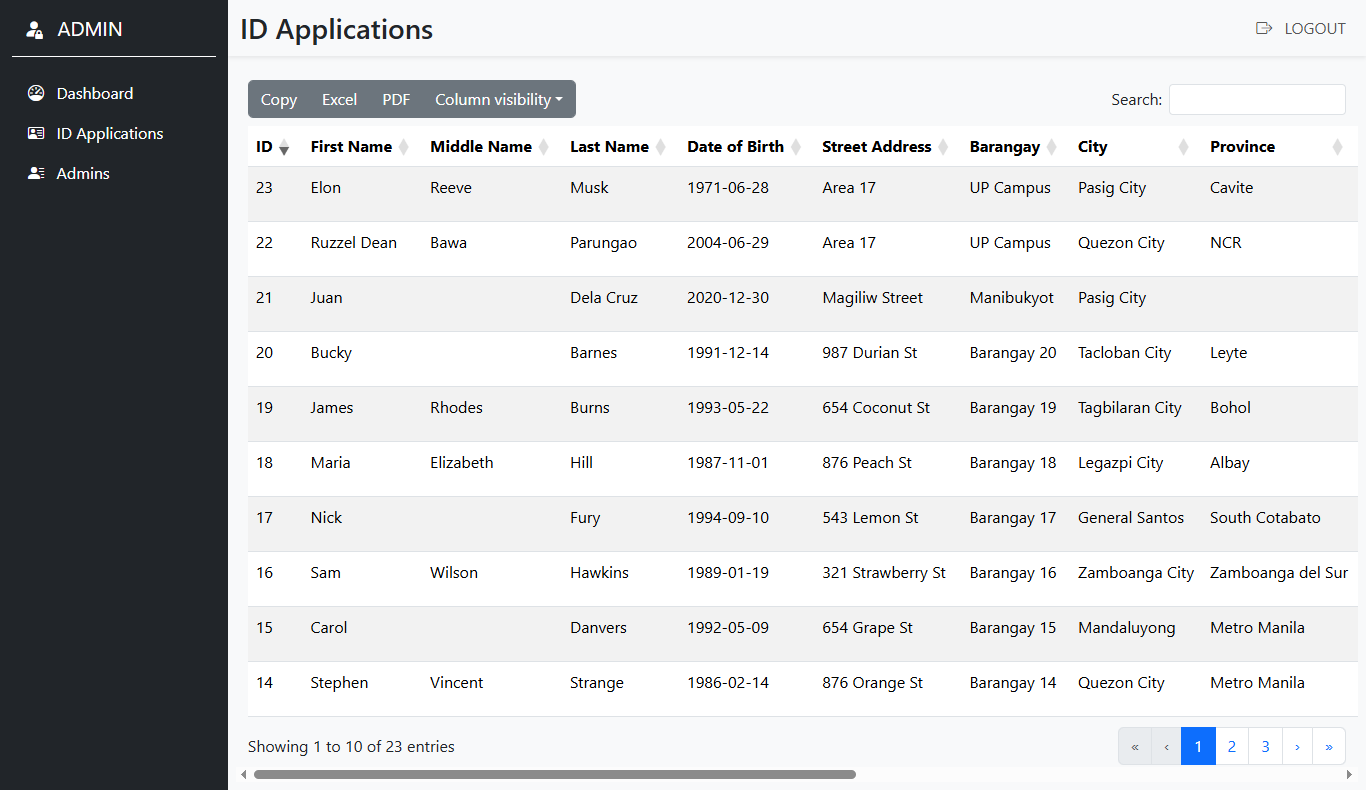 ADMIN
ID Applications
LOGOUT
Dashboard
ID Applications
Admins
Copy Excel PDF Column visibility
Search:
ID First Name Middle Name Last Name Date of Birth Street Address Barangay City Province
23 Elon Reeve Musk 1971-06-28 Area 17 UP Campus Pasig City Cavite
22 Ruzzel Dean Bawa Parungao 2004-06-29 Area 17 UP Campus Quezon City NCR
21 Juan Dela Cruz 2020-12-30 Magiliw Street Manibukyot Pasig City
20 Bucky Barnes 1991-12-14 987 Durian St Barangay 20 Tacloban City Leyte
19 James Rhodes Burns 1993-05-22 654 Coconut St Barangay 19 Tagbilaran City Bohol
18 Maria Elizabeth Hill 1987-11-01 876 Peach St Barangay 18 Legazpi City Albay
17 Nick Fury 1994-09-10 543 Lemon St Barangay 17 General Santos South Cotabato
16 Sam Wilson Hawkins 1989-01-19 321 Strawberry St Barangay 16 Zamboanga City Zamboanga del Sur
15 Carol Danvers 1992-05-09 654 Grape St Barangay 15 Mandaluyong Metro Manila
14 Stephen Vincent Strange 1986-02-14 876 Orange St Barangay 14 Quezon City Metro Manila
Showing 1 to 10 of 23 entries
« ‹ 1 2 3 › »